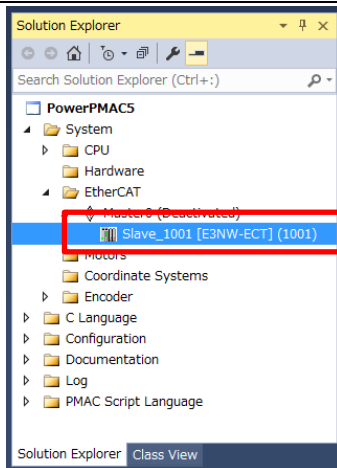 Solution Explorer
Search Solution Explorer (Ctrl+:)
PowerPMAC5
System
CPU
Hardware
EtherCAT
Master0 (Deactivated)
Slave_1001 [E3NW-ECT] (1001)
Motors
Coordinate Systems
Encoder
C Language
Configuration
Documentation
Log
PMAC Script Language
Solution Explorer Class View